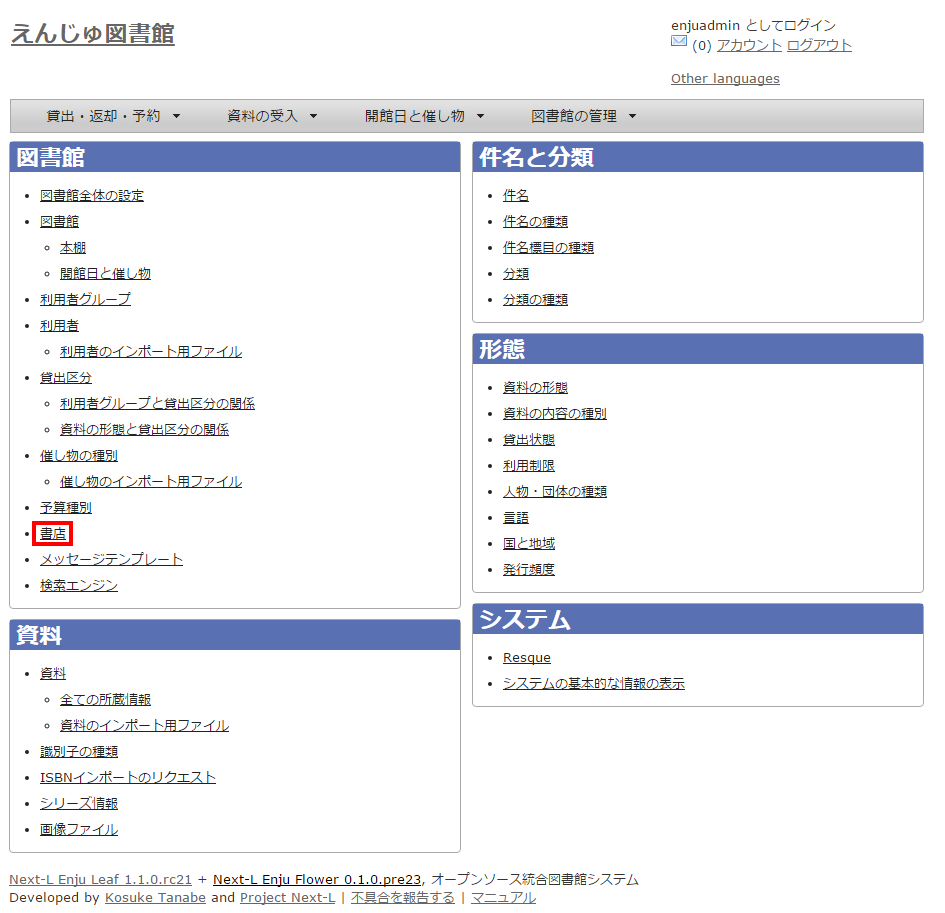 えんじゅ図書館
enjuadmin としてログイン
(0) アカウント ログアウト
Other languages
貸出・返却・予約 ▼ 資料の受入 ▼ 開館日と催し物 ▼ 図書館の管理 ▼
図書館
図書館全体の設定
図書館
本棚
開館日と催し物
利用者グループ
利用者
利用者のインポート用ファイル
貸出区分
利用者グループと貸出区分の関係
資料の形態と貸出区分の関係
催し物の種別
催し物のインポート用ファイル
予算種別
書店
メッセージテンプレート
検索エンジン
資料
資料
全ての所蔵情報
資料のインポート用ファイル
識別子の種類
ISBNインポートのリクエスト
シリーズ情報
画像ファイル
件名と分類
件名
件名の種類
件名標目の種類
分類
分類の種類
形態
資料の形態
資料の内容の種別
貸出状態
利用制限
人物・団体の種類
言語
国と地域
発行頻度
システム
Resque
システムの基本的な情報の表示
Next-L Enju Leaf 1.1.0.rc21 + Next-L Enju Flower 0.1.0.pre23, オープンソース統合図書館システム
Developed by Kosuke Tanabe and Project Next-L | 不具合を報告する | マニュアル